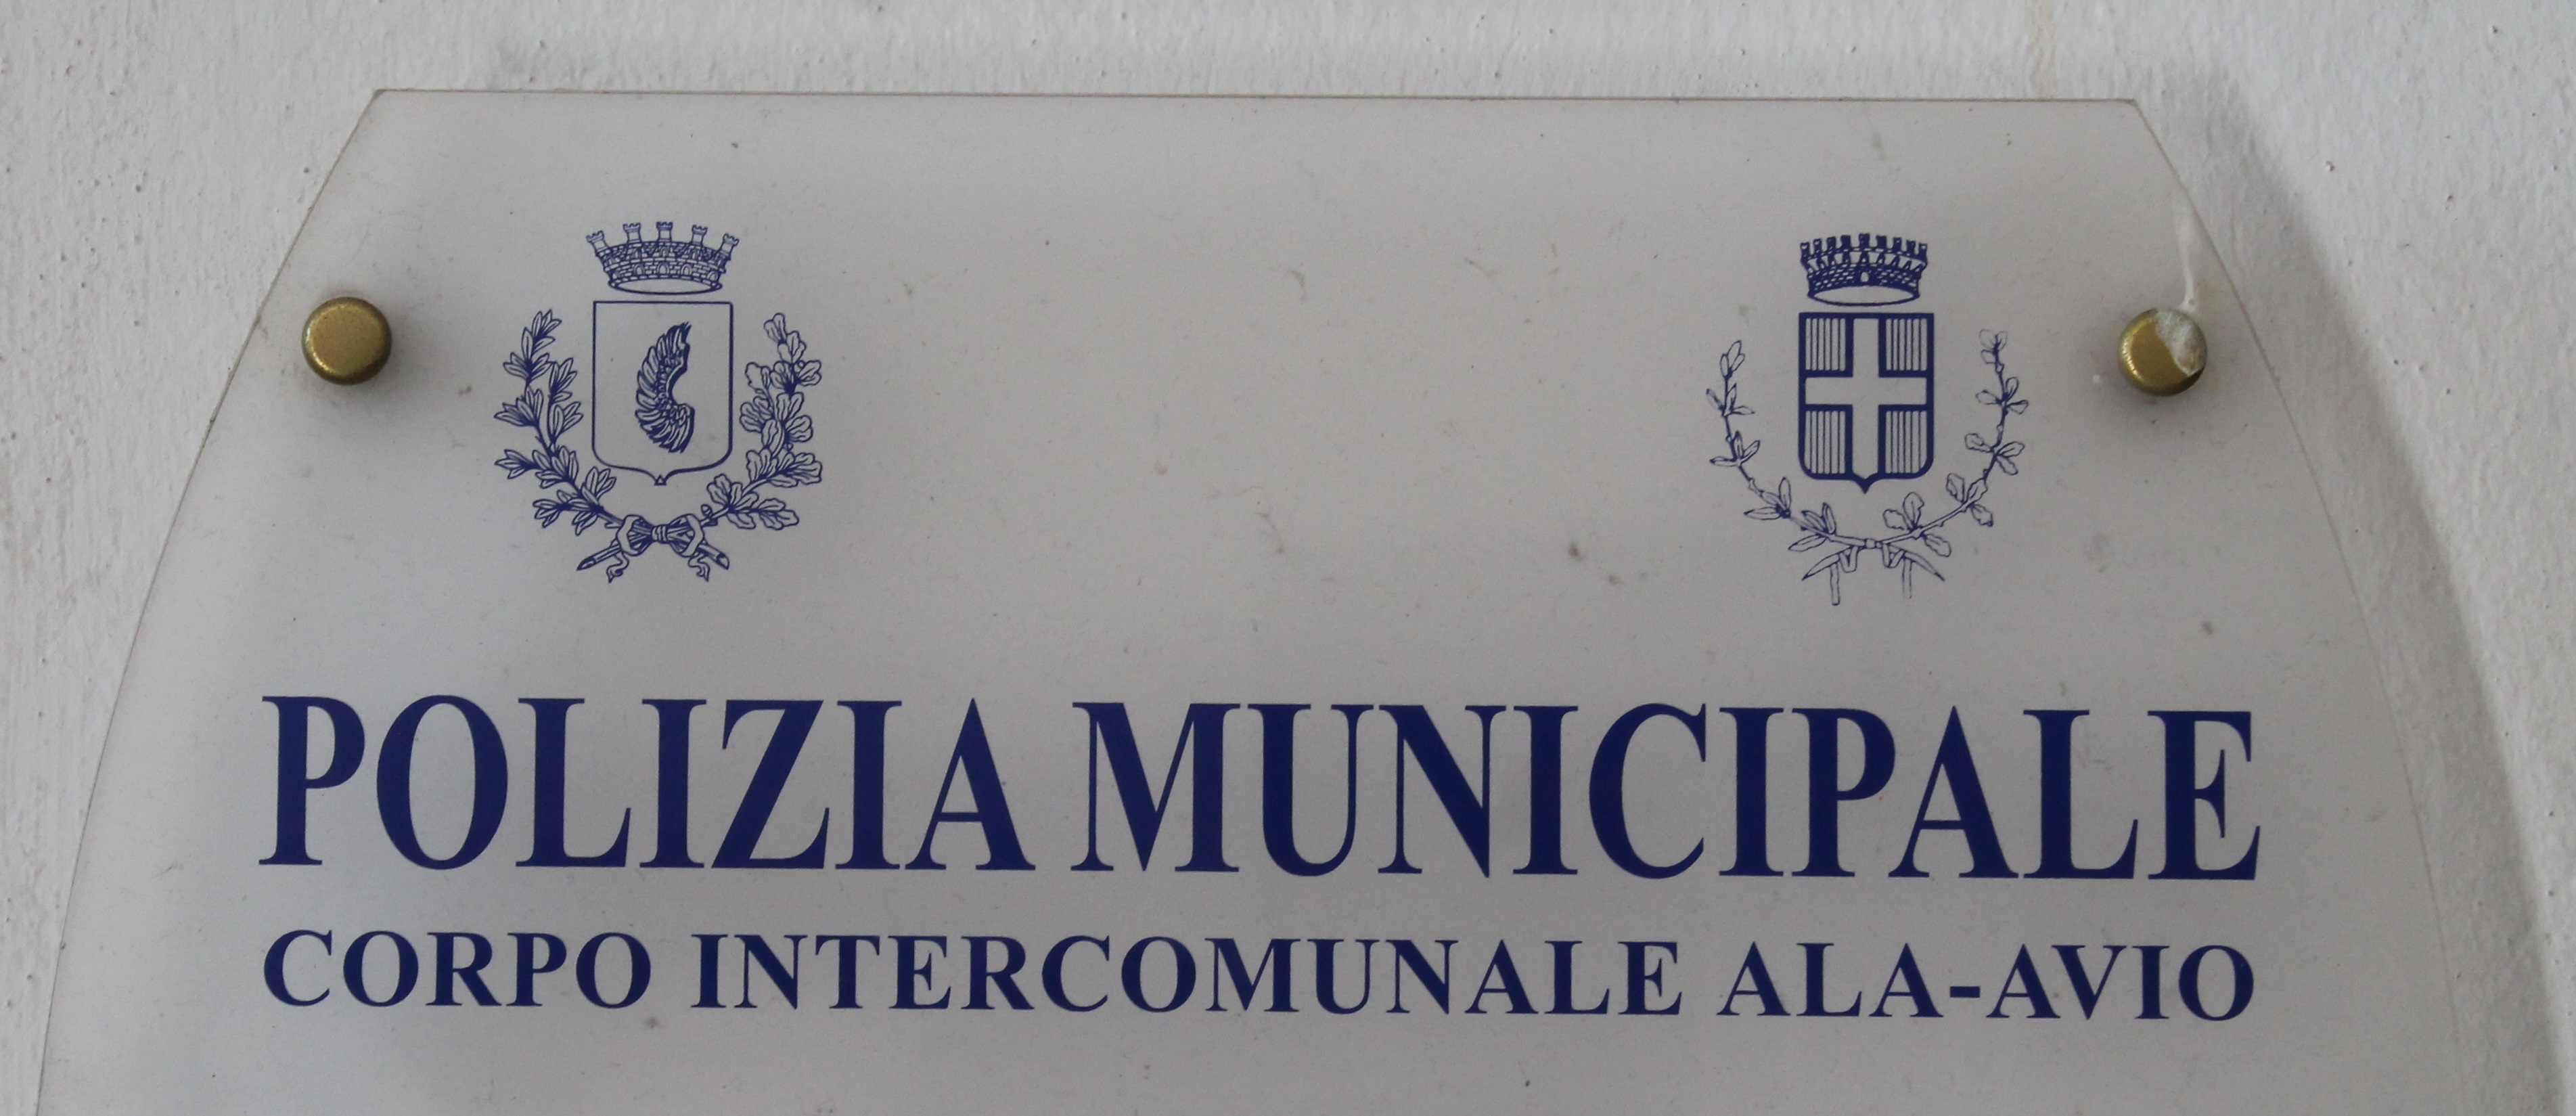 POLIZIA MUNICIPALE
CORPO INTERCOMUNALE ALA-AVIO